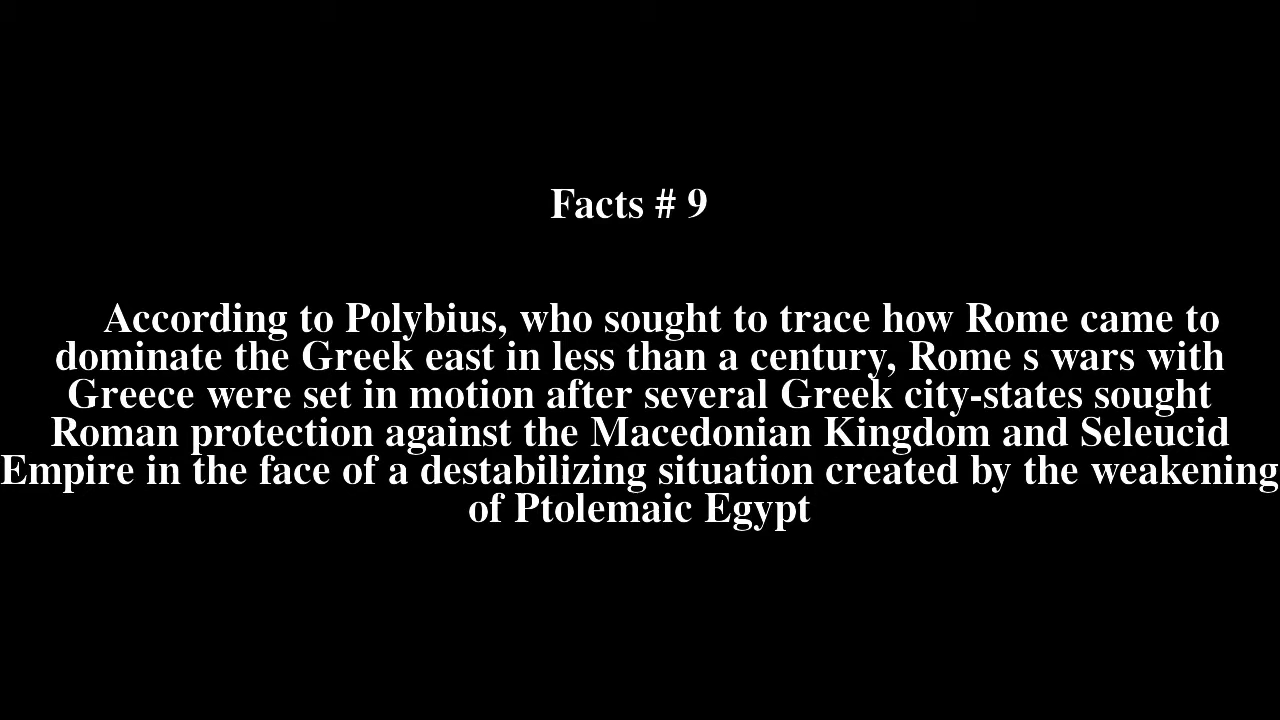 Facts # 9
According to Polybius, who sought to trace how Rome came to
dominate the Greek east in less than a century, Rome s wars with
Greece were set in motion after several Greek city-states sought
Roman protection against the Macedonian Kingdom and Seleucid
Empire in the face of a destabilizing situation created by the weakening
of Ptolemaic Egypt